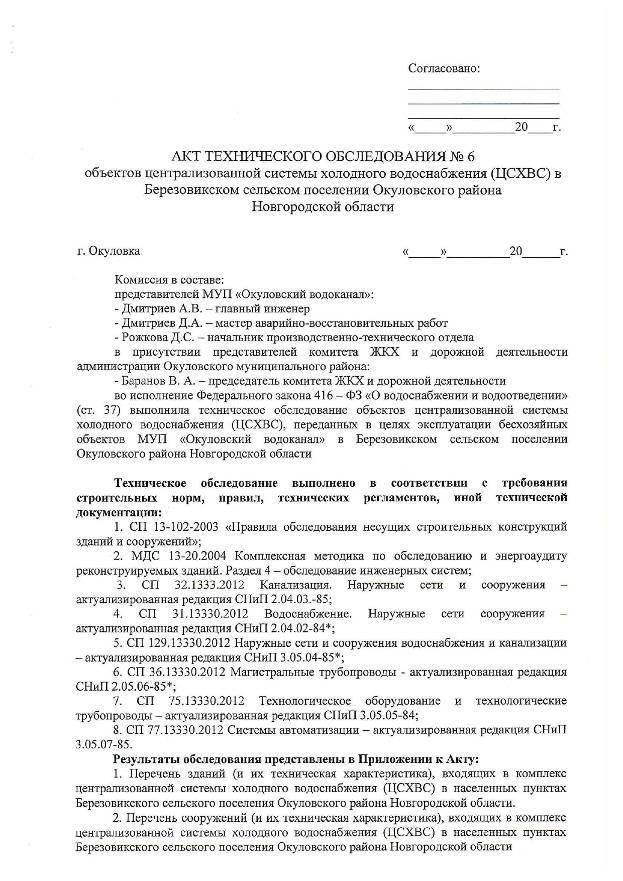 Согласовано:
«_____»__________20____г.
АКТ ТЕХНИЧЕСКОГО ОБСЛЕДОВАНИЯ № 6
объектов централизованной системы холодного водоснабжения (ЦСХВС) в
Березовикском сельском поселении Окуловского района
Новгородской области
г. Окуловка «_____»__________20______г.
Комиссия в составе:
представителей МУП «Окуловский водоканал»:
- Дмитриев А.В. – главный инженер
- Дмитриев Д.А. – мастер аварийно-восстановительных работ
- Рожкова Д.С. – начальник производственно-технического отдела
в присутствии представителей комитета ЖКХ и дорожной деятельности
администрации Окуловского муниципального района:
- Баранов В. А. – председатель комитета ЖКХ и дорожной деятельности
во исполнение Федерального закона 416 – ФЗ «О водоснабжении и водоотведении»
(ст. 37) выполнила техническое обследование объектов централизованной системы
холодного водоснабжения (ЦСХВС), переданных в целях эксплуатации бесхозяйных
объектов МУП «Окуловский водоканал» в Березовикском сельском поселении
Окуловского района Новгородской области
Техническое обследование выполнено в соответствии с требования
строительных норм, правил, технических регламентов, иной технической
документации:
1. СП 13-102-2003 «Правила обследования несущих строительных конструкций
зданий и сооружений»;
2. МДС 13-20.2004 Комплексная методика по обследованию и энергоаудиту
реконструируемых зданий. Раздел 4 – обследование инженерных систем;
3. СП 32.1333.2012 Канализация. Наружные сети и сооружения –
актуализированная редакция СНиП 2.04.03.-85;
4. СП 31.13330.2012 Водоснабжение. Наружные сети сооружения –
актуализированная редакция СНиП 2.04.02-84*;
5. СП 129.13330.2012 Наружные сети и сооружения водоснабжения и канализации
– актуализированная редакция СНиП 3.05.04-85*;
6. СП 36.13330.2012 Магистральные трубопроводы - актуализированная редакция
СНиП 2.05.06-85*;
7. СП 75.13330.2012 Технологическое оборудование и технологические
трубопроводы – актуализированная редакция СПиП 3.05.05-84;
8. СП 77.13330.2012 Системы автоматизации – актуализированная редакция СНиП
3.05.07-85.
Результаты обследования представлены в Приложении к Акту:
1. Перечень зданий (и их техническая характеристика), входящих в комплекс
централизованной системы холодного водоснабжения (ЦСХВС) в населенных пунктах
Березовикского сельского поселения Окуловского района Новгородской области.
2. Перечень сооружений (и их техническая характеристика), входящих в комплекс
централизованной системы холодного водоснабжения (ЦСХВС) в населенных пунктах
Березовикского сельского поселения Окуловского района Новгородской области